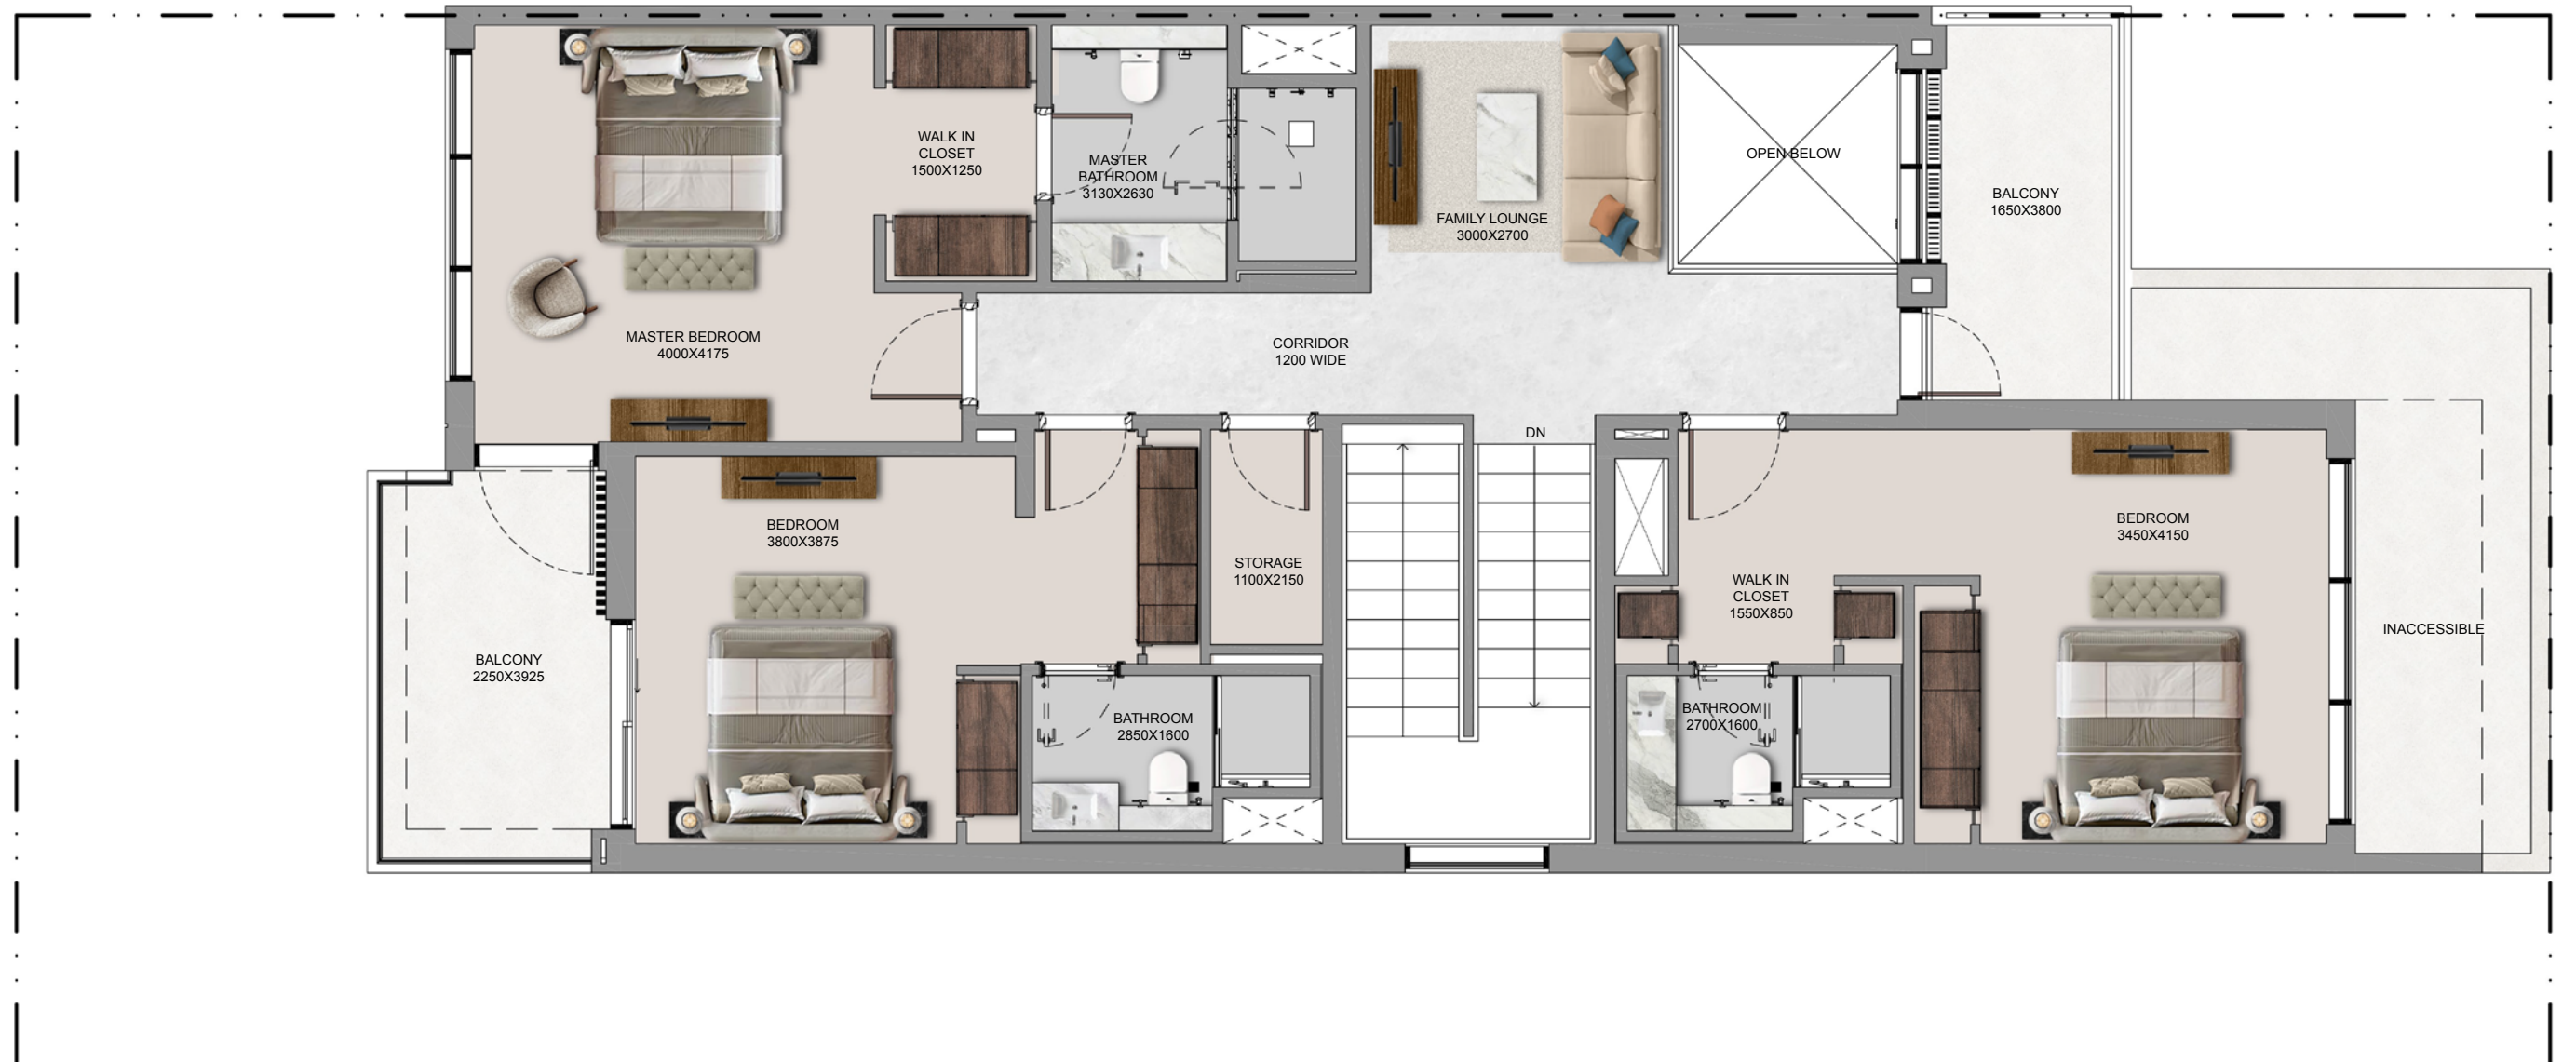 WALK IN
CLOSET
1500X1250
MASTER
BATHROOM
3130X2630
FAMILY LOUNGE
3000X2700
OPEN BELOW
BALCONY
1650X3800
MASTER BEDROOM
4000X4175
CORRIDOR
1200 WIDE
DN
BEDROOM
3800X3875
STORAGE
1100X2150
WALK IN
CLOSET
1550X850
BEDROOM
3450X4150
INACCESSIBLE
BALCONY
2250X3925
BATHROOM
2850X1600
BATHROOM
2700X1600